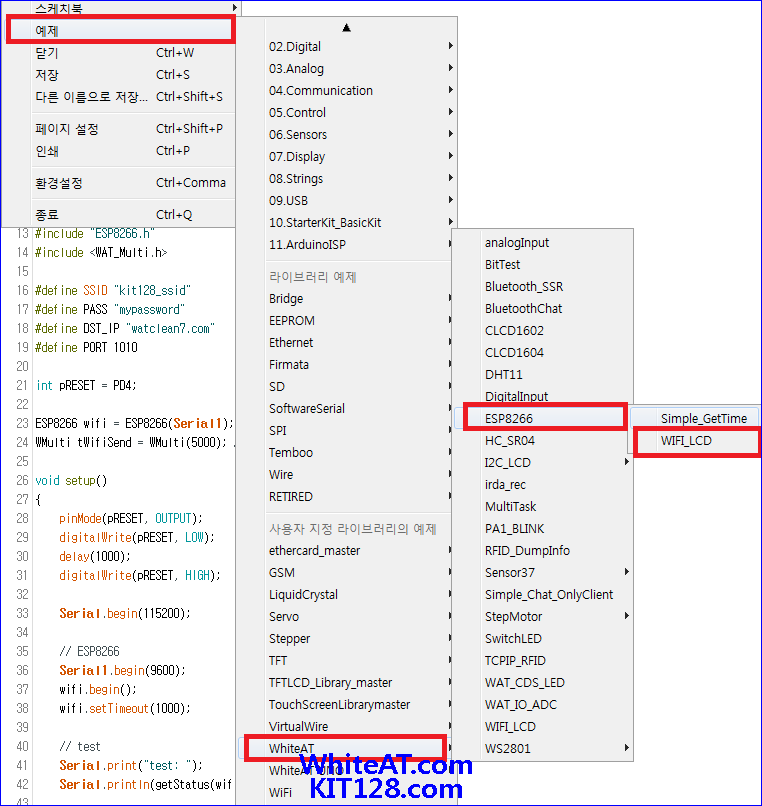 스케치북
예제
닫기 Ctrl+W
저장 Ctrl+S
다른 이름으로 저장... Ctrl+Shift+S
페이지 설정 Ctrl+Shift+P
인쇄 Ctrl+P
환경설정 Ctrl+Comma
종료 Ctrl+Q
13 #include "ESP8266.h"
14 #include <WAT_Multi.h>
15
16 #define SSID "kit128_ssid"
17 #define PASS "mypassword"
18 #define DST_IP "watclean7.com"
19 #define PORT 1010
20
21 int pRESET = PD4;
22
23 ESP8266 wifi = ESP8266(Serial1);
24 WMulti tWifiSend = WMulti(5000);
25
26 void setup()
27 {
28 pinMode(pRESET, OUTPUT);
29 digitalWrite(pRESET, LOW);
30 delay(1000);
31 digitalWrite(pRESET, HIGH);
32
33 Serial.begin(115200);
34
35 // ESP8266
36 Serial1.begin(9600);
37 wifi.begin();
38 wifi.setTimeout(1000);
39
40 // test
41 Serial.print("test: ");
42 Serial.println(getStatus(wif
02.Digital
03.Analog
04.Communication
05.Control
06.Sensors
07.Display
08.Strings
09.USB
10.StarterKit_BasicKit
11.ArduinoISP
라이브러리 예제
Bridge
EEPROM
Ethernet
Firmata
SD
SoftwareSerial
SPI
Temboo
Wire
RETIRED
사용자 지정 라이브러리의 예제
ethercard_master
GSM
LiquidCrystal
Servo
Stepper
TFT
TFTLCD_Library_master
TouchScreenLibrarymaster
VirtualWire
WhiteAT
WhiteAT_UNO
WiFi
analogInput
BitTest
Bluetooth_SSR
BluetoothChat
CLCD1602
CLCD1604
DHT11
DigitalInput
ESP8266
HC_SR04
I2C_LCD
irda_rec
MultiTask
PA1_BLINK
RFID_DumpInfo
Sensor37
Simple_Chat_OnlyClient
StepMotor
SwitchLED
TCPIP_RFID
WAT_CDS_LED
WAT_IO_ADC
WIFI_LCD
WS2801
Simple_GetTime
WIFI_LCD
WhiteAT.com
KIT128.com